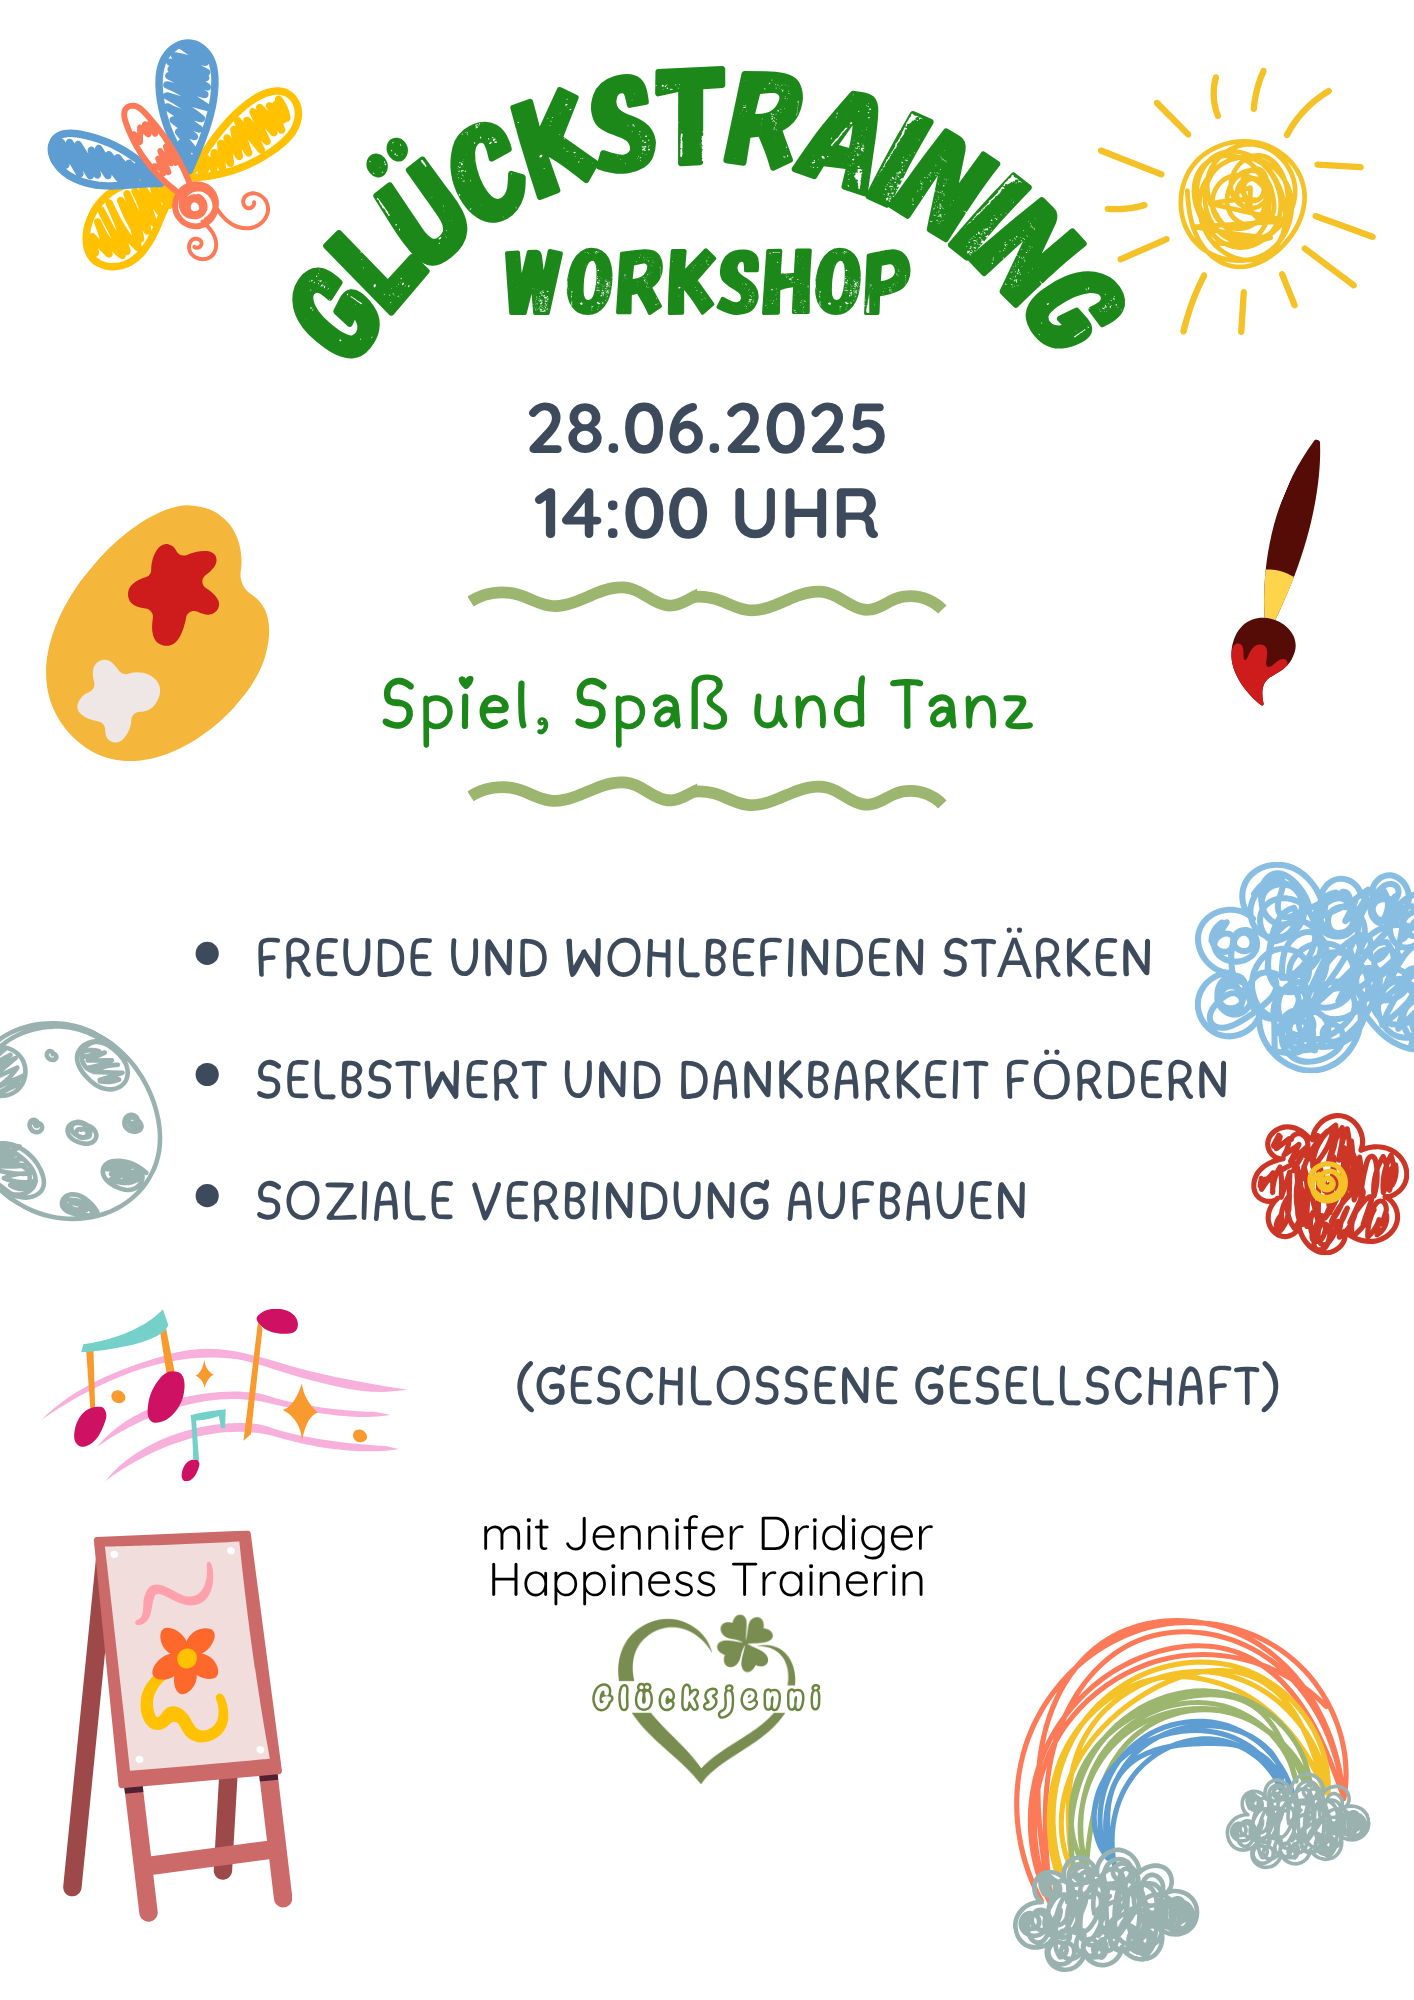 GLÜCKSTRAINING
WORKSHOP
28.06.2025
14:00 UHR
Spiel, Spaß und Tanz
• FREUDE UND WOHLBEFINDEN STÄRKEN
• SELBSTWERT UND DANKBARKEIT FÖRDERN
• SOZIALE VERBINDUNG AUFBAUEN
(GESCHLOSSENE GESELLSCHAFT)
mit Jennifer Dridiger
Happiness Trainerin
Glücksjenni